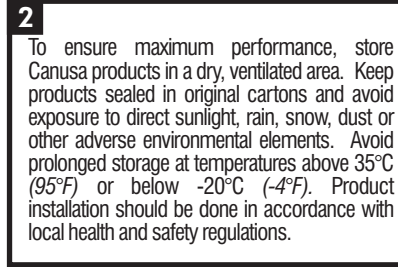 2
To ensure maximum performance, store
Canusa products in a dry, ventilated area. Keep
products sealed in original cartons and avoid
exposure to direct sunlight, rain, snow, dust or
other adverse environmental elements. Avoid
prolonged storage at temperatures above 35°C
(95°F) or below -20°C (-4°F). Product
installation should be done in accordance with
local health and safety regulations.